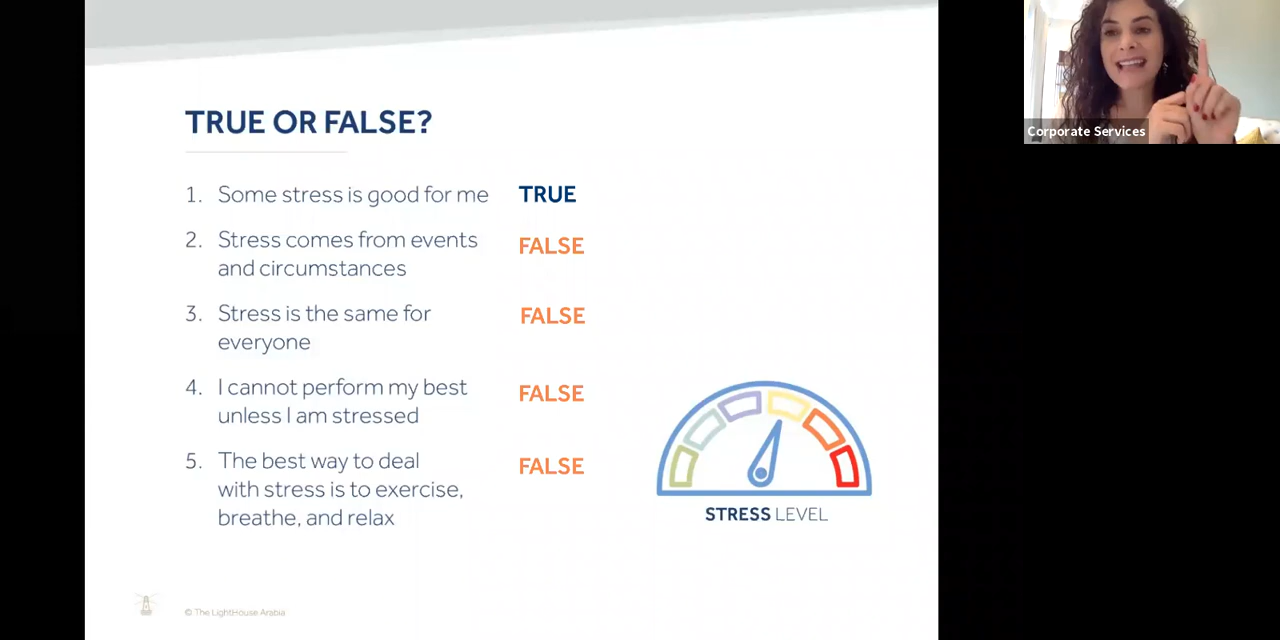 TRUE OR FALSE?
1. Some stress is good for me TRUE
2. Stress comes from events FALSE
and circumstances
3. Stress is the same for FALSE
everyone
4. I cannot perform my best FALSE
unless I am stressed
5. The best way to deal FALSE
with stress is to exercise,
breathe, and relax
STRESS LEVEL
© The LightHouse Arabia
Corporate Services